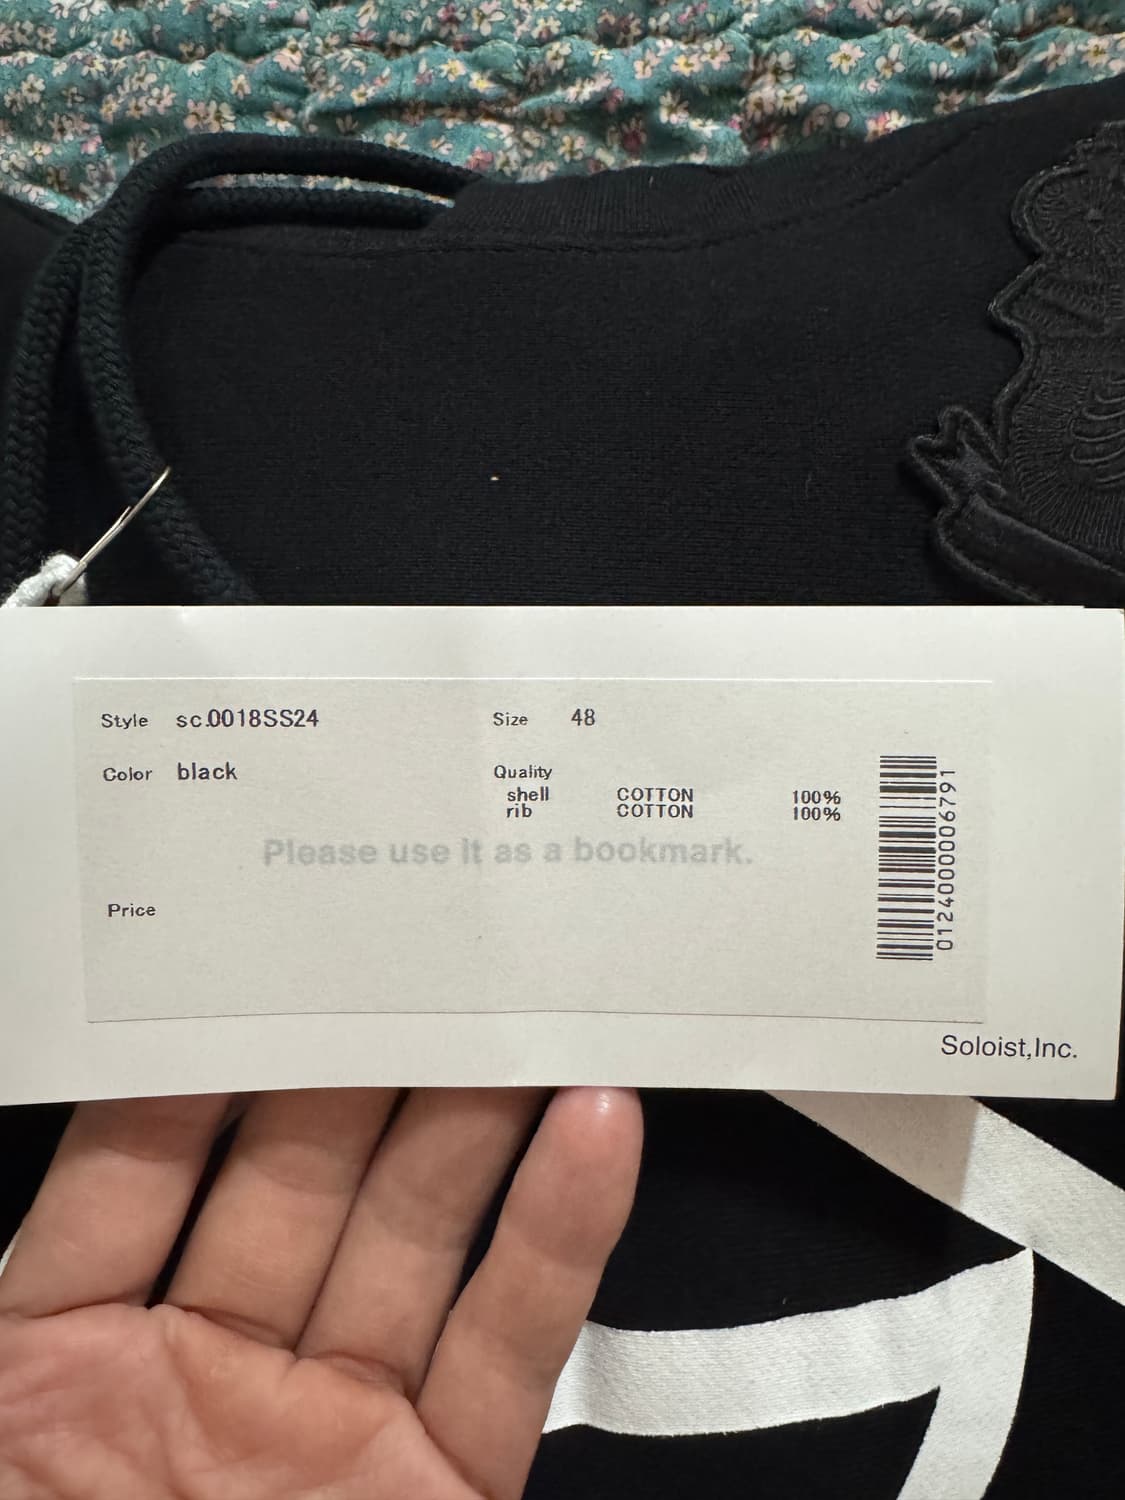 Style sc.0018SS24
Size 48
Color black
Quality
shell COTTON 100%
rib COTTON 100%
Please use it as a bookmark.
Price
0124000006791
Soloist,Inc.